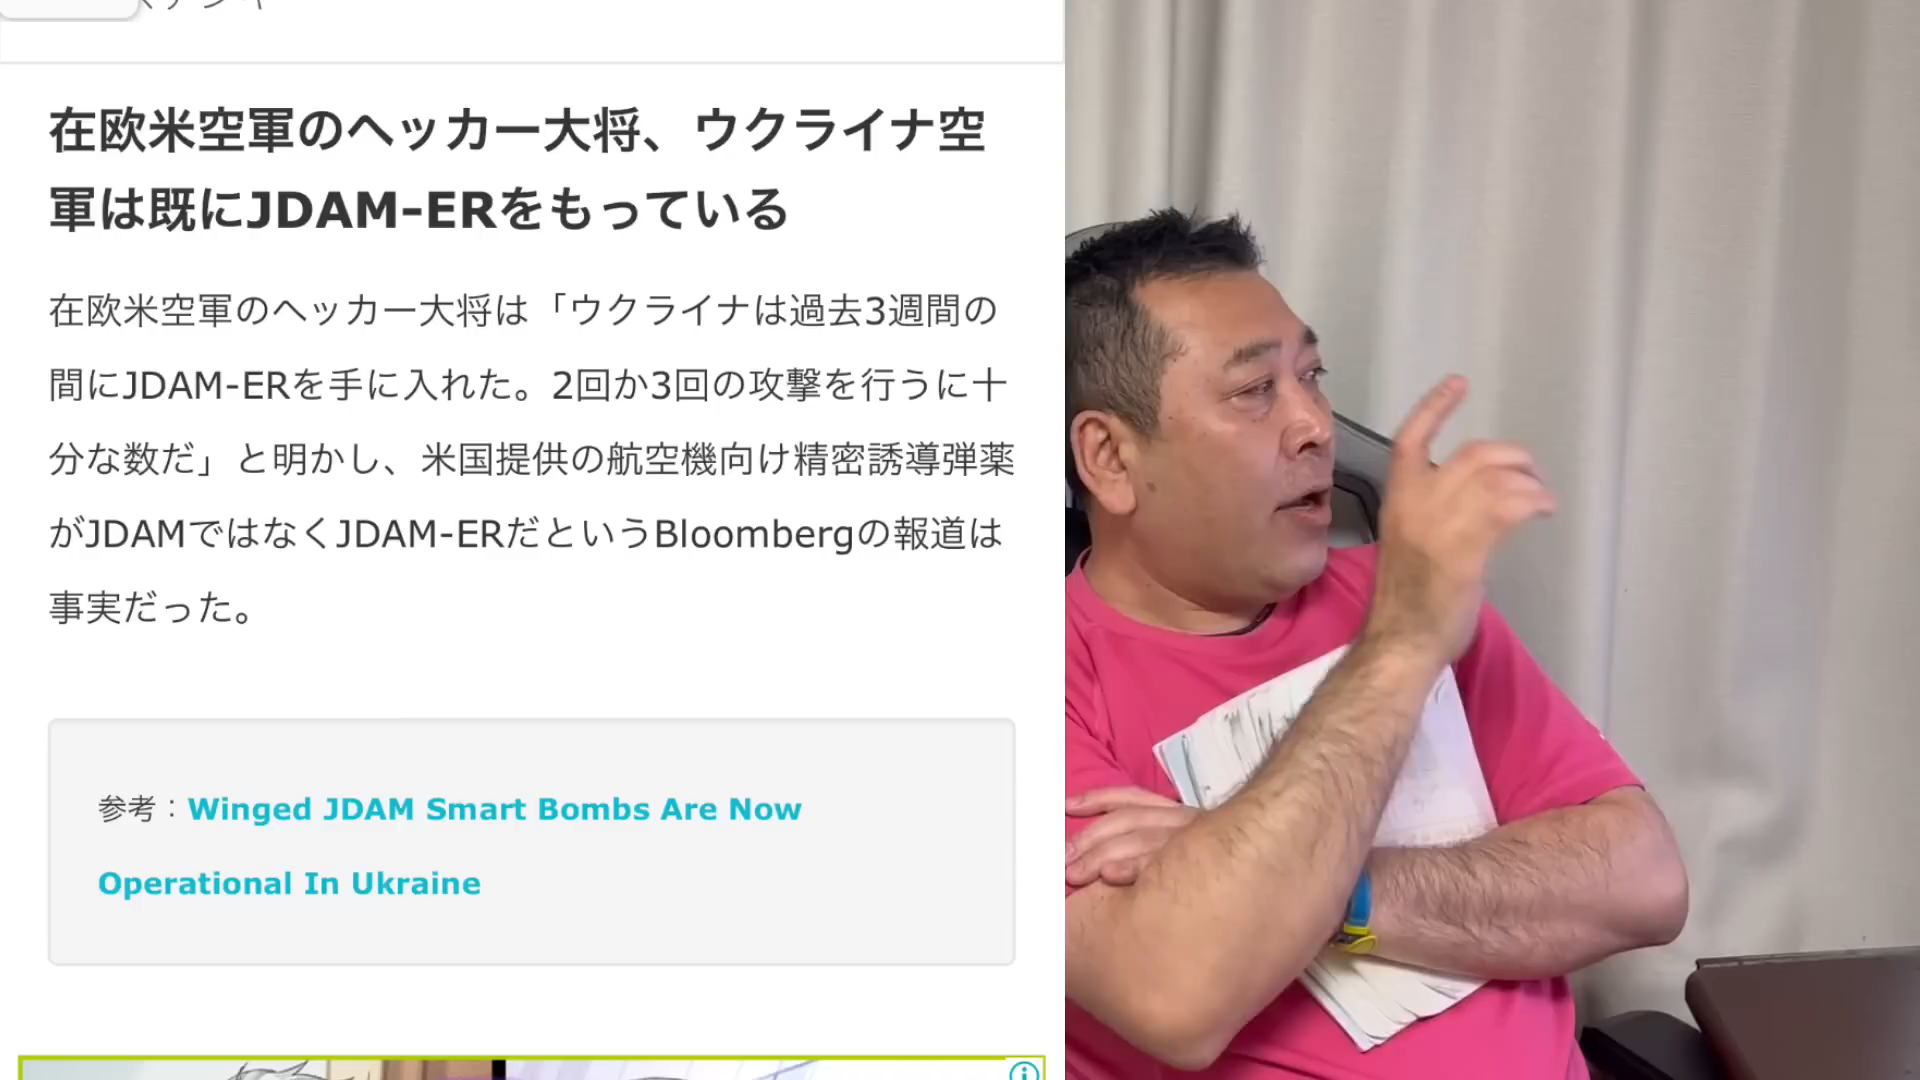 在欧米空軍のヘッカー大将、ウクライナ空
軍は既にJDAM-ERをもっている
在欧米空軍のヘッカー大将は「ウクライナは過去3週間の
間にJDAM-ERを手に入れた。2回か3回の攻撃を行うに十
分な数だ」と明かし、米国提供の航空機向け精密誘導弾薬
がJDAMではなくJDAM-ERだというBloombergの報道は
事実だった。
参考：Winged JDAM Smart Bombs Are Now
Operational In Ukraine